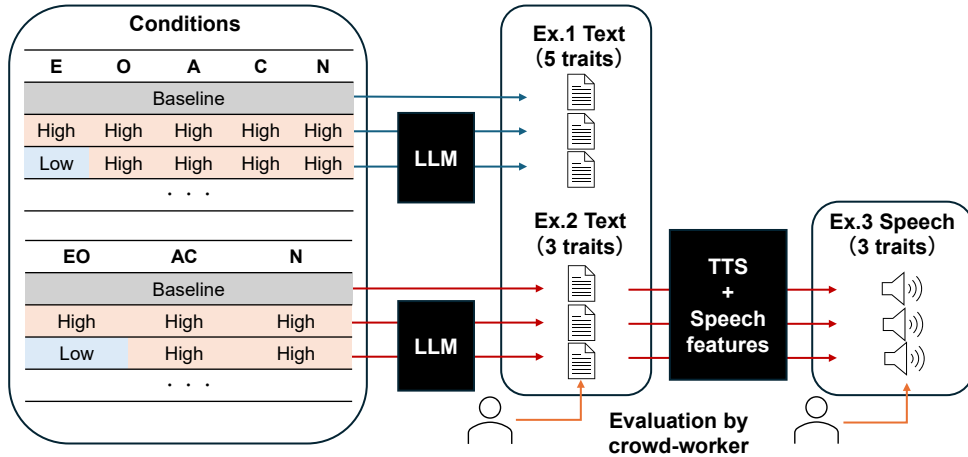 Conditions
E O A C N
Baseline
High High High High High
Low High High High High
. . .
EO AC N
Baseline
High High High
Low High High
. . .
LLM
LLM
Ex.1 Text
(5 traits)
Ex.2 Text
(3 traits)
TTS
+
Speech
features
Ex.3 Speech
(3 traits)
Evaluation by
crowd-worker